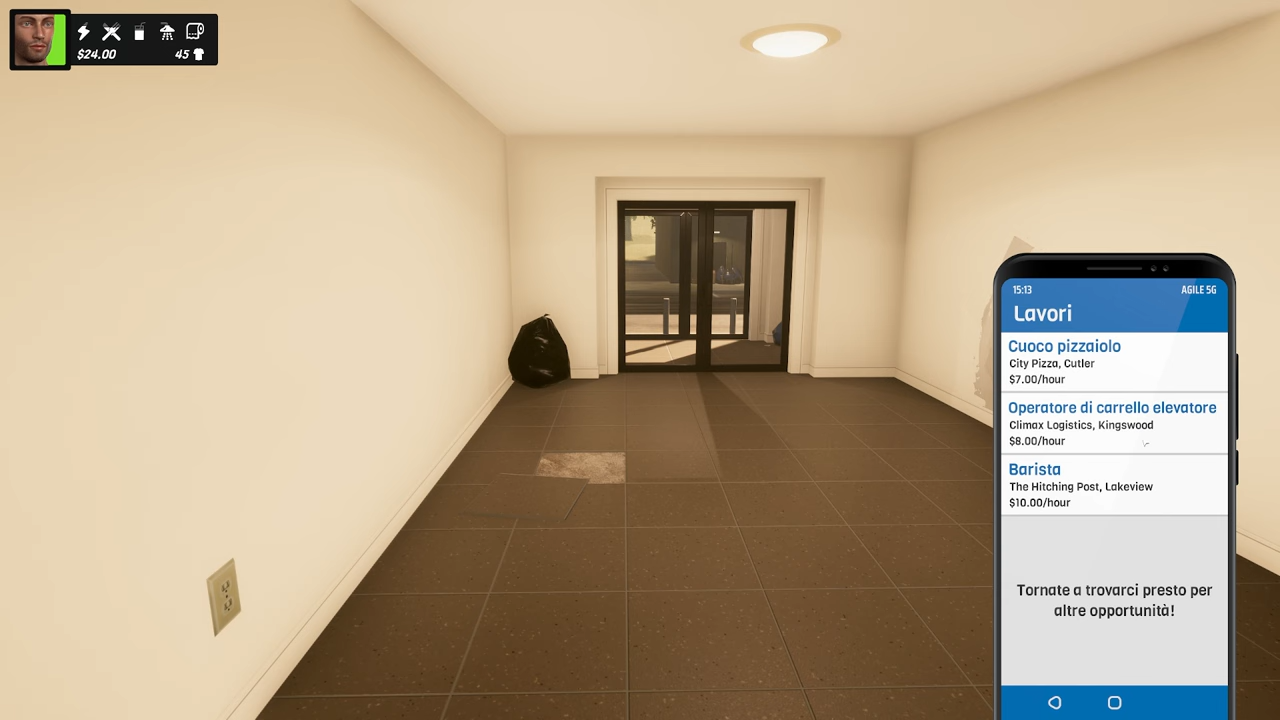 $24.00
45
15:13
AGILE 5G
Lavori
Cuoco pizzaiolo
City Pizza, Cutler
$7.00/hour
Operatore di carrello elevatore
Climax Logistics, Kingswood
$8.00/hour
Barista
The Hitching Post, Lakeview
$10.00/hour
Tornate a trovarci presto per
altre opportunità!